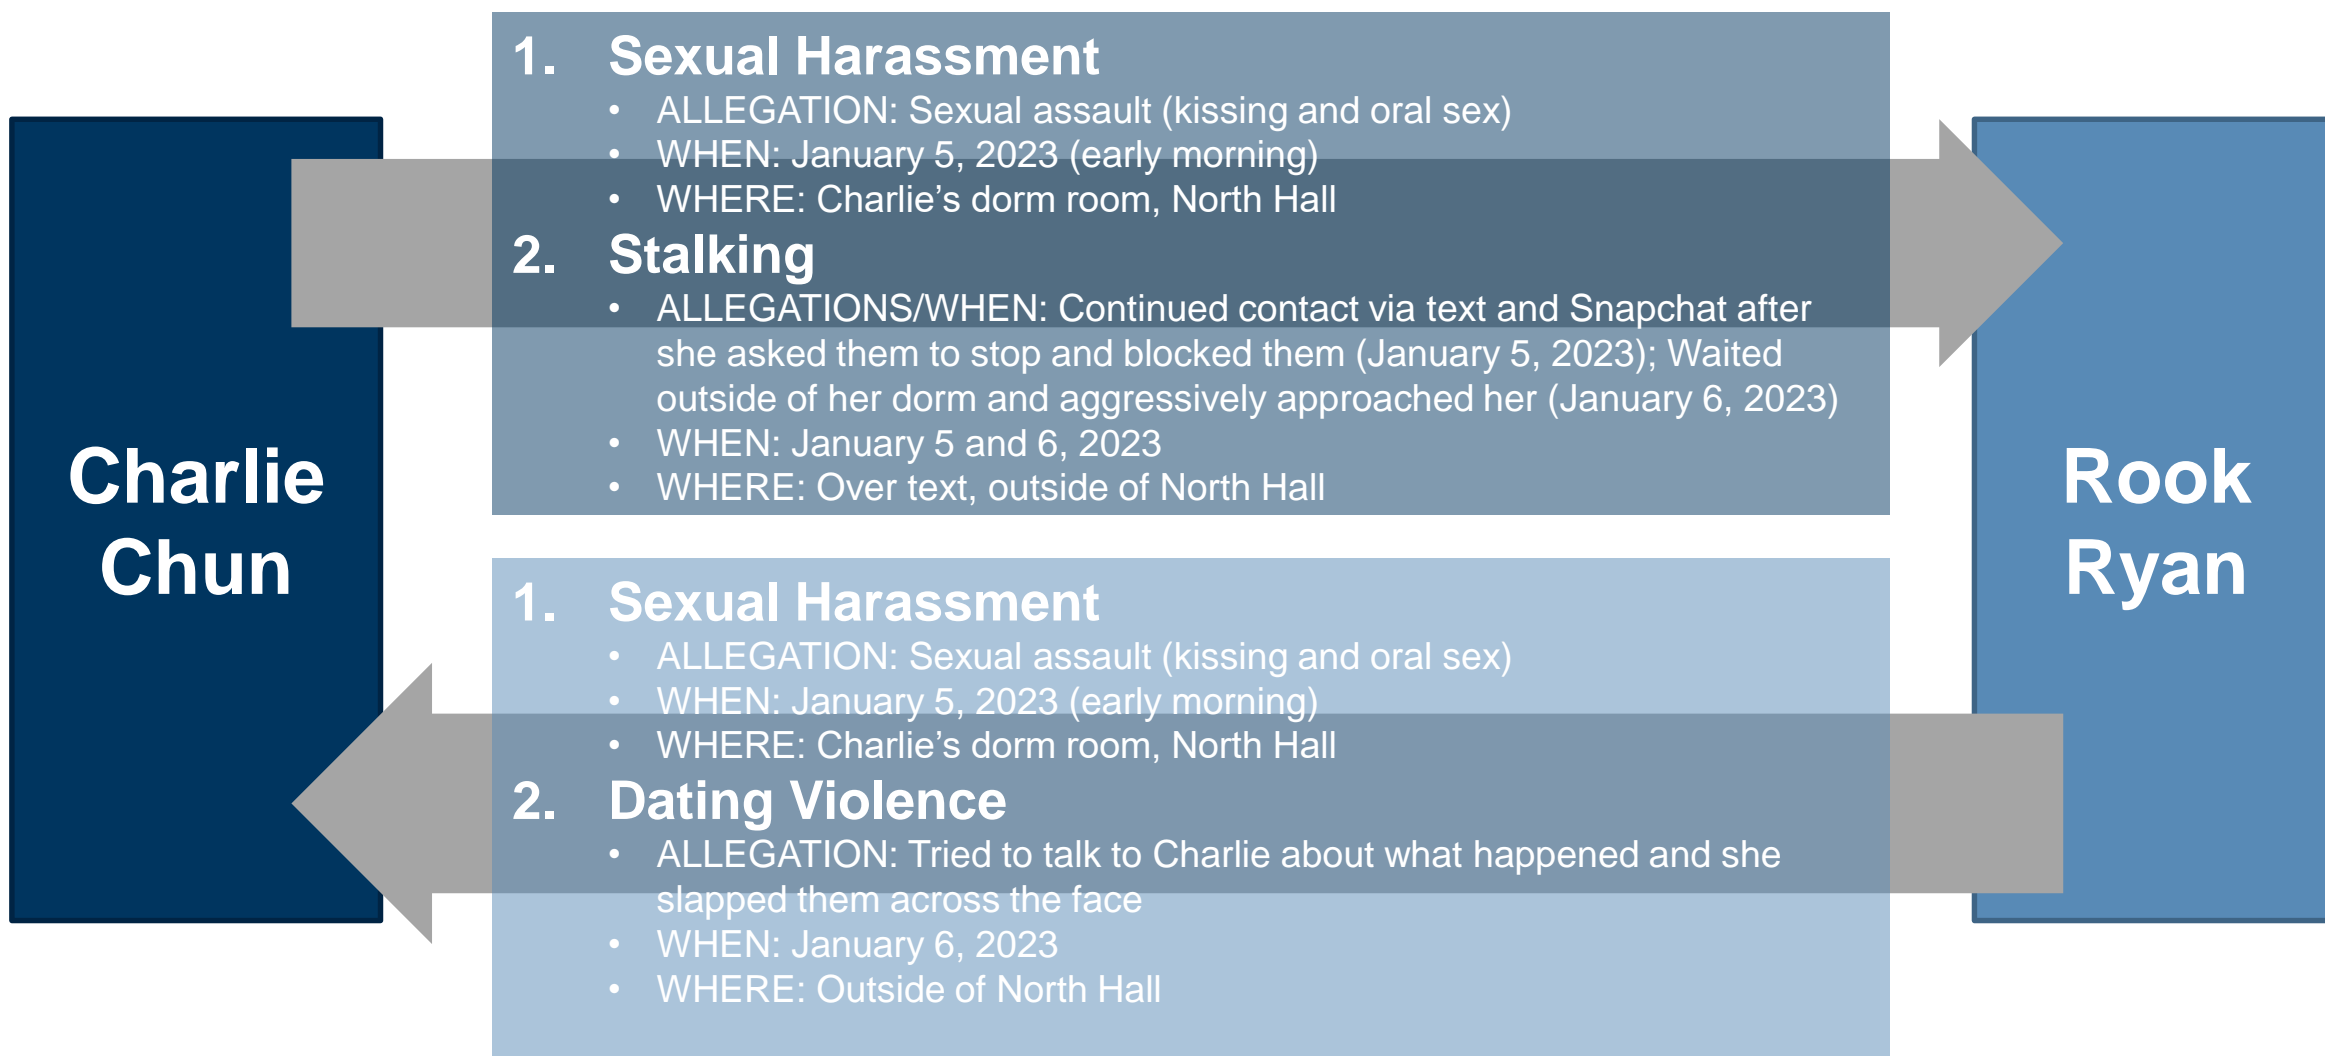 Charlie
Chun
1. Sexual Harassment
• ALLEGATION: Sexual assault (kissing and oral sex)
• WHEN: January 5, 2023 (early morning)
• WHERE: Charlie’s dorm room, North Hall
2. Stalking
• ALLEGATIONS/WHEN: Continued contact via text and Snapchat after
she asked them to stop and blocked them (January 5, 2023); Waited
outside of her dorm and aggressively approached her (January 6, 2023)
• WHEN: January 5 and 6, 2023
• WHERE: Over text, outside of North Hall
1. Sexual Harassment
• ALLEGATION: Sexual assault (kissing and oral sex)
• WHEN: January 5, 2023 (early morning)
• WHERE: Charlie’s dorm room, North Hall
2. Dating Violence
• ALLEGATION: Tried to talk to Charlie about what happened and she
slapped them across the face
• WHEN: January 6, 2023
• WHERE: Outside of North Hall
Rook
Ryan